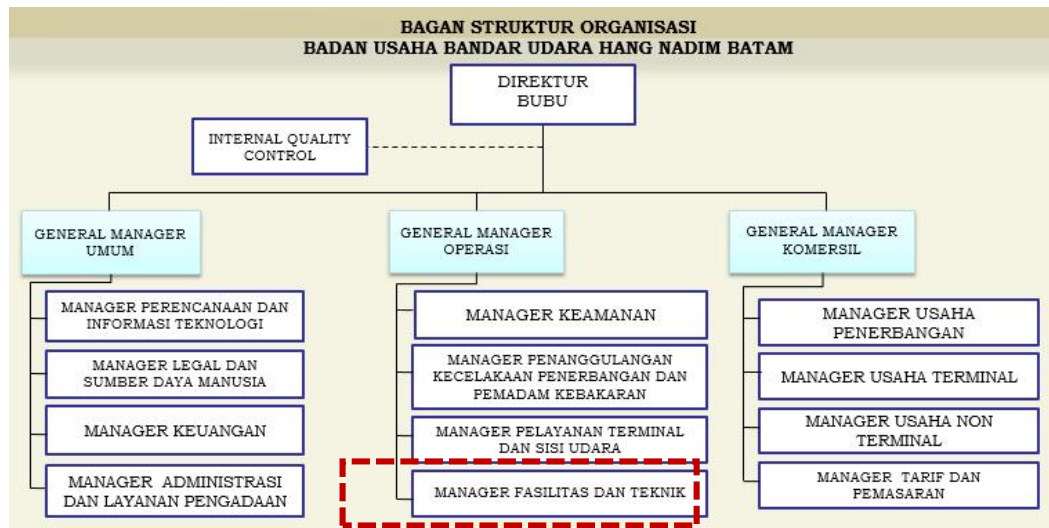 BAGAN STRUKTUR ORGANISASI
BADAN USAHA BANDAR UDARA HANG NADIM BATAM
DIREKTUR
BUBU
INTERNAL QUALITY
CONTROL
GENERAL MANAGER
UMUM
GENERAL MANAGER
OPERASI
GENERAL MANAGER
KOMERSIL
MANAGER PERENCANAAN DAN
INFORMASI TEKNOLOGI
MANAGER LEGAL DAN
SUMBER DAYA MANUSIA
MANAGER KEUANGAN
MANAGER ADMINISTRASI
DAN LAYANAN PENGADAAN
MANAGER KEAMANAN
MANAGER PENANGGULANGAN
KECELAKAAN PENERBANGAN DAN
PEMADAM KEBAKARAN
MANAGER PELAYANAN TERMINAL
DAN SISI UDARA
MANAGER FASILITAS DAN TEKNIK
MANAGER USAHA
PENERBANGAN
MANAGER USAHA TERMINAL
MANAGER USAHA NON
TERMINAL
MANAGER TARIF DAN
PEMASARAN